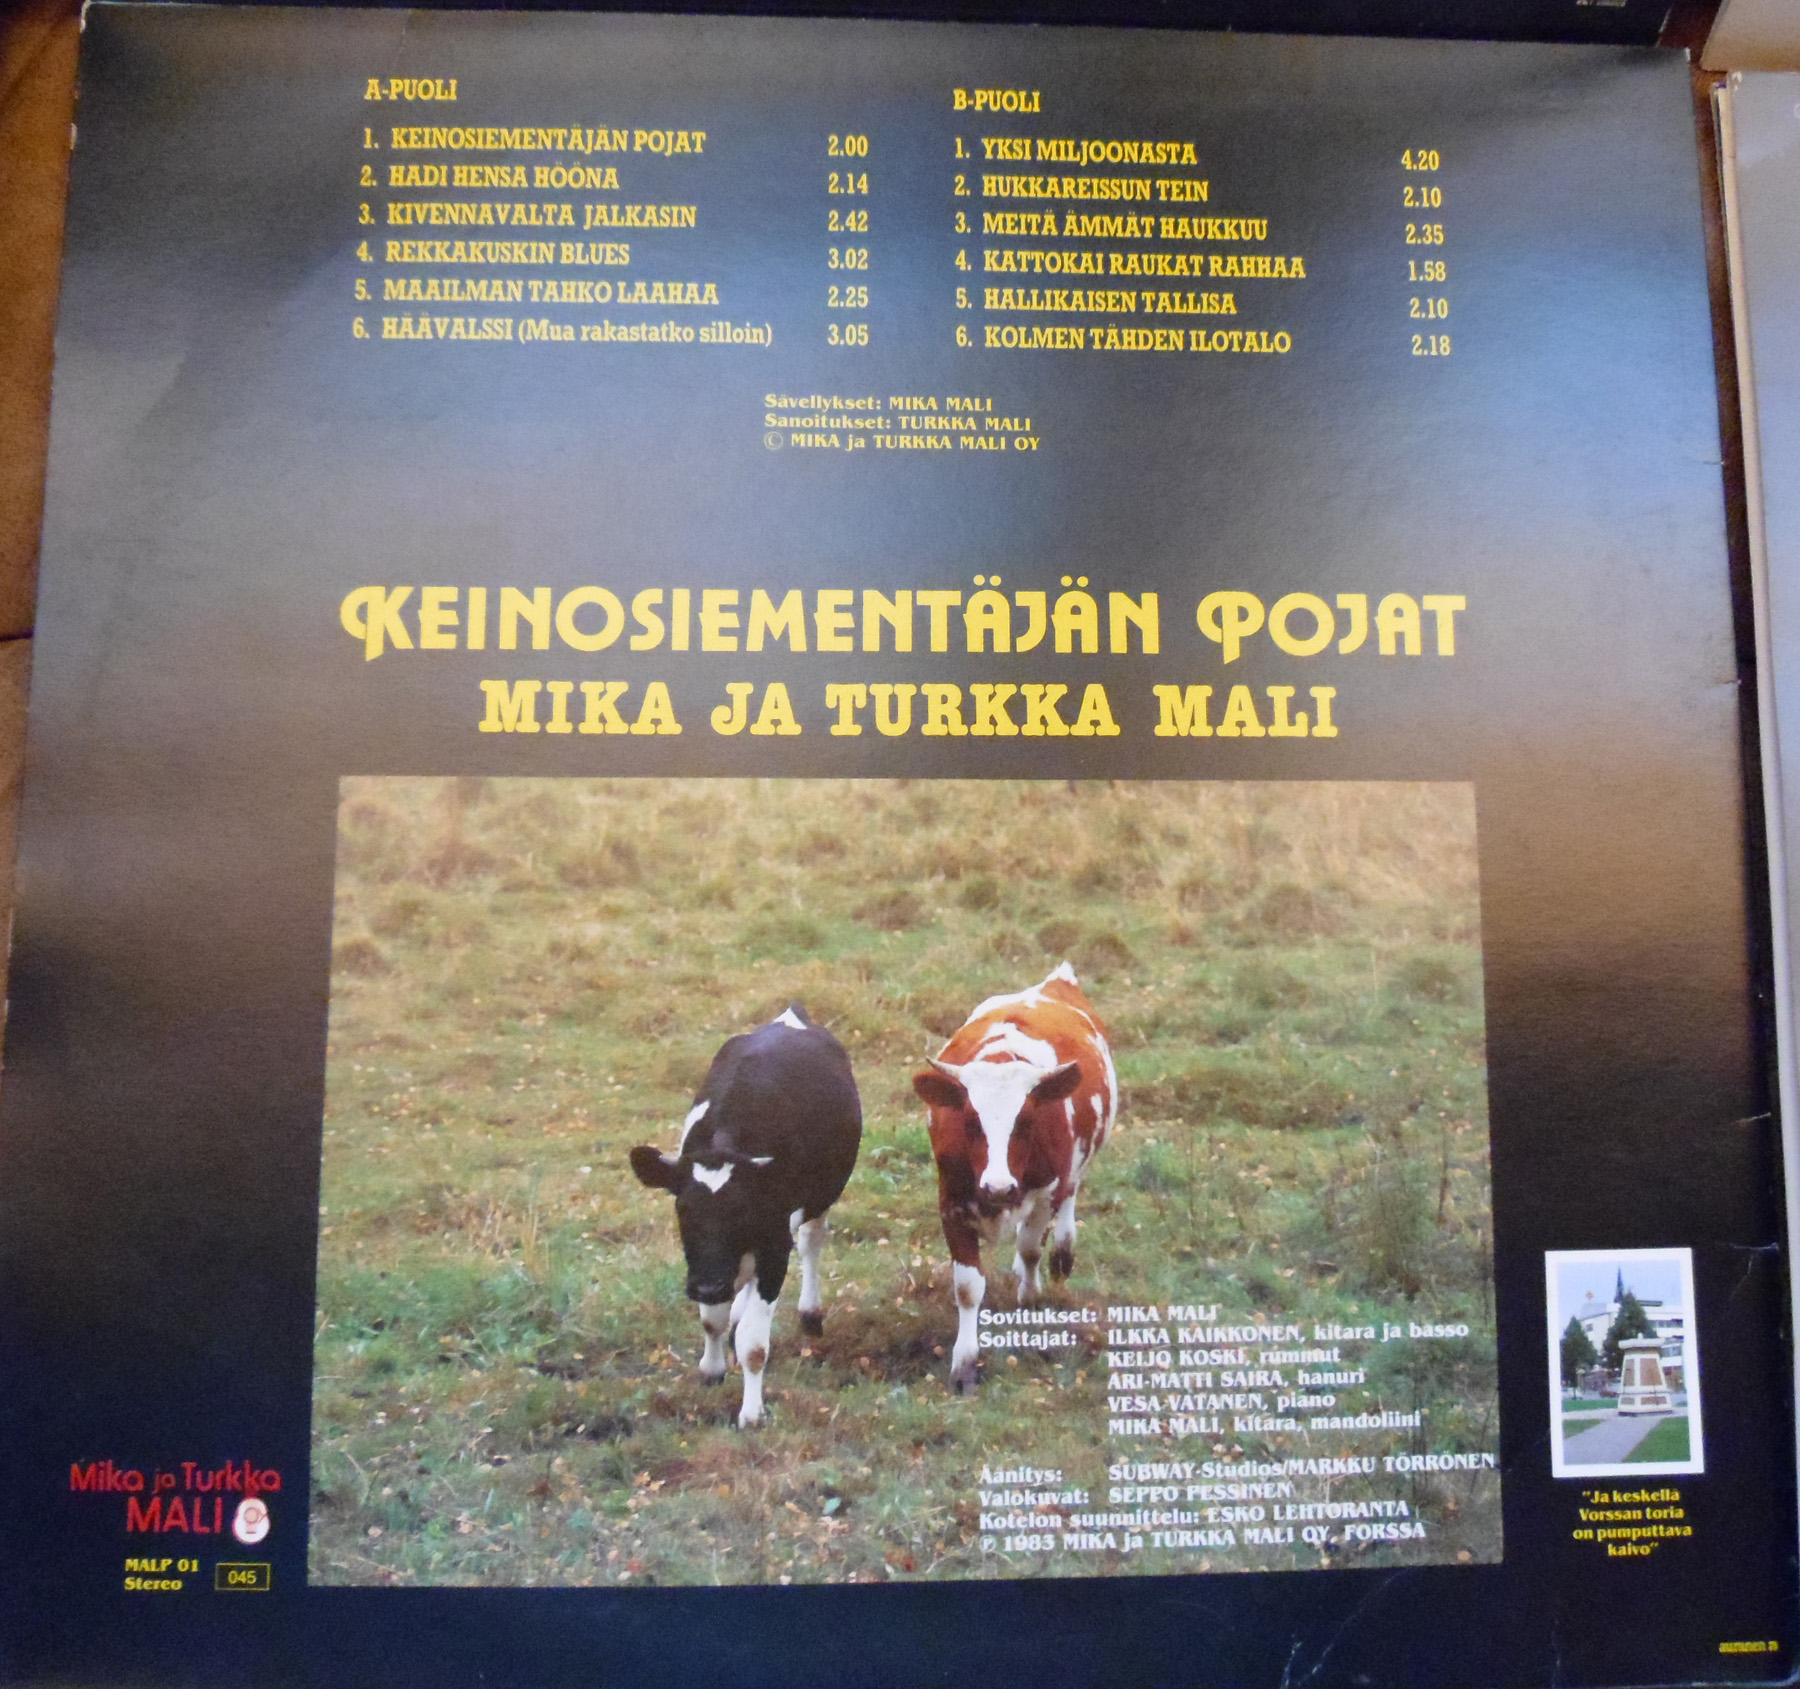 A-PUOLI
1. KEINOSIEMENTÄJÄN POJAT 2.00
2. HADI HENSA HÖÖNA 2.14
3. KIVENNAVALTA JALKASIN 2.42
4. REKKAKUSKIN BLUES 3.02
5. MAAILMAN TAHKO LAAHAA 2.25
6. HÄÄVALSSI (Mua rakastatko silloin) 3.05
B-PUOLI
1. YKSI MILJOONASTA 4.20
2. HUKKAREISSUN TEIN 2.10
3. MEITÄ ÄMMÄT HAUKKUU 2.35
4. KATTOKAI RAUKAT RAHHAA 1.58
5. HALLIKAISEN TALLISA 2.10
6. KOLMEN TÄHDEN ILOTALO 2.18
Sävellykset: MIKA MALI
Sanoitukset: TURKKA MALI
© MIKA ja TURKKA MALI OY
KEINOSIEMENTÄJÄN POJAT
MIKA JA TURKKA MALI
Sovitukset: MIKA MALI
Soittajat: ILKKA KAIKKONEN, kitara ja basso
KEIJO KOSKI, rummut
ARI-MATTI SAIRA, hanuri
VESA VATANEN, piano
MIKA MALI, kitara, mandoliini
Äänitys: SUBWAY-Studios/MARKKU TÖRRÖNEN
Valokuvat: SEPPO PESSINEN
Kotelon suunnittelu: ESKO LEHTORANTA
℗ 1983 MIKA ja TURKKA MALI OY, FORSSA
Mika ja Turkka
MALI
MALP 01
Stereo 045
"Ja keskellä
Vorssan toria
on pumputtava
kaivo"